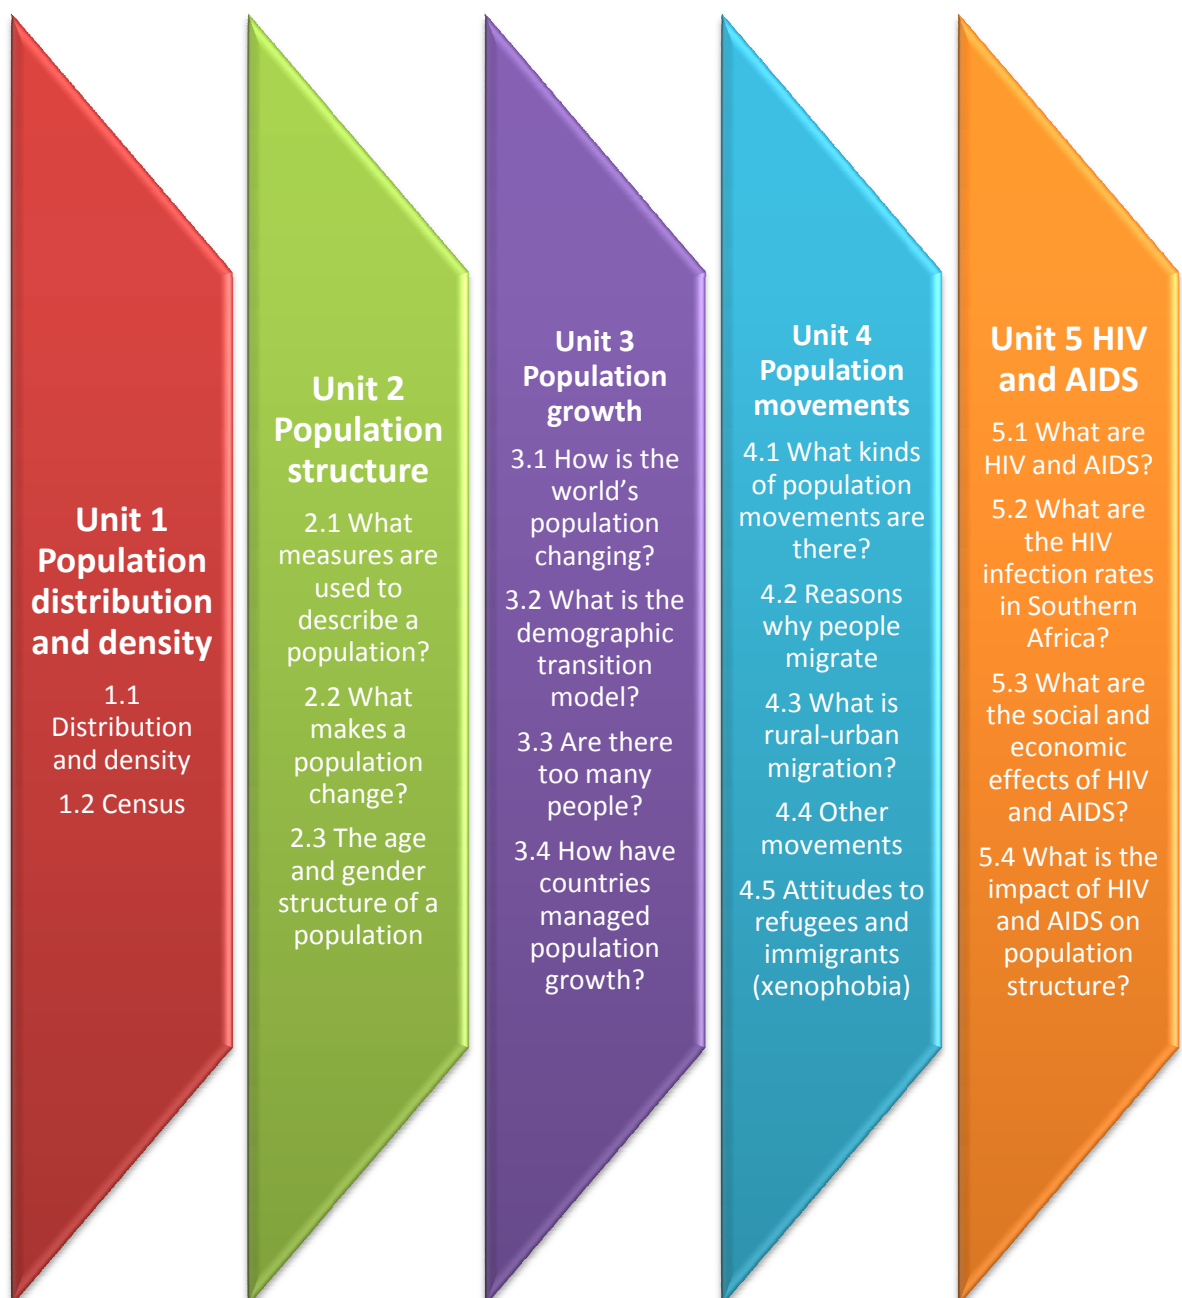 Unit 1
Population
distribution
and density
1.1
Distribution
and density
1.2 Census
Unit 2
Population
structure
2.1 What
measures are
used to
describe a
population?
2.2 What
makes a
population
change?
2.3 The age
and gender
structure of a
population
Unit 3
Population
growth
3.1 How is the
world’s
population
changing?
3.2 What is the
demographic
transition
model?
3.3 Are there
too many
people?
3.4 How have
countries
managed
population
growth?
Unit 4
Population
movements
4.1 What kinds
of population
movements are
there?
4.2 Reasons
why people
migrate
4.3 What is
rural-urban
migration?
4.4 Other
movements
4.5 Attitudes to
refugees and
immigrants
(xenophobia)
Unit 5 HIV
and AIDS
5.1 What are
HIV and AIDS?
5.2 What are
the HIV
infection rates
in Southern
Africa?
5.3 What are
the social and
economic
effects of HIV
and AIDS?
5.4 What is the
impact of HIV
and AIDS on
population
structure?